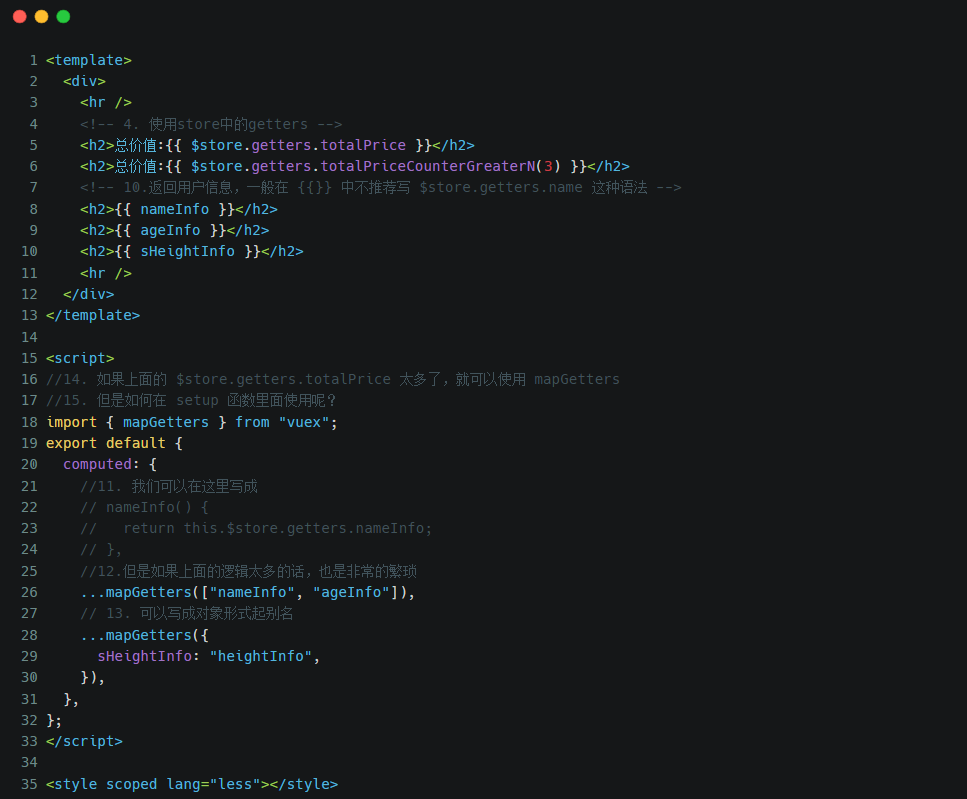 1 <template>
2   <div>
3     <hr />
4     <!-- 4. 使用store中的getters -->
5     <h2>总价值:{{ $store.getters.totalPrice }}</h2>
6     <h2>总价值:{{ $store.getters.totalPriceCounterGreaterN(3) }}</h2>
7     <!-- 10.返回用户信息，一般在 {{}} 中不推荐写 $store.getters.name 这种语法 -->
8     <h2>{{ nameInfo }}</h2>
9     <h2>{{ ageInfo }}</h2>
10     <h2>{{ sHeightInfo }}</h2>
11     <hr />
12   </div>
13 </template>
14
15 <script>
16 //14. 如果上面的 $store.getters.totalPrice 太多了，就可以使用 mapGetters
17 //15. 但是如何在 setup 函数里面使用呢？
18 import { mapGetters } from "vuex";
19 export default {
20   computed: {
21     //11. 我们可以在这里写成
22     // nameInfo() {
23     //   return this.$store.getters.nameInfo;
24     // },
25     //12.但是如果上面的逻辑太多的话，也是非常的繁琐
26     ...mapGetters(["nameInfo", "ageInfo"]),
27     // 13. 可以写成对象形式起别名
28     ...mapGetters({
29       sHeightInfo: "heightInfo",
30     }),
31   },
32 };
33 </script>
34
35 <style scoped lang="less"></style>